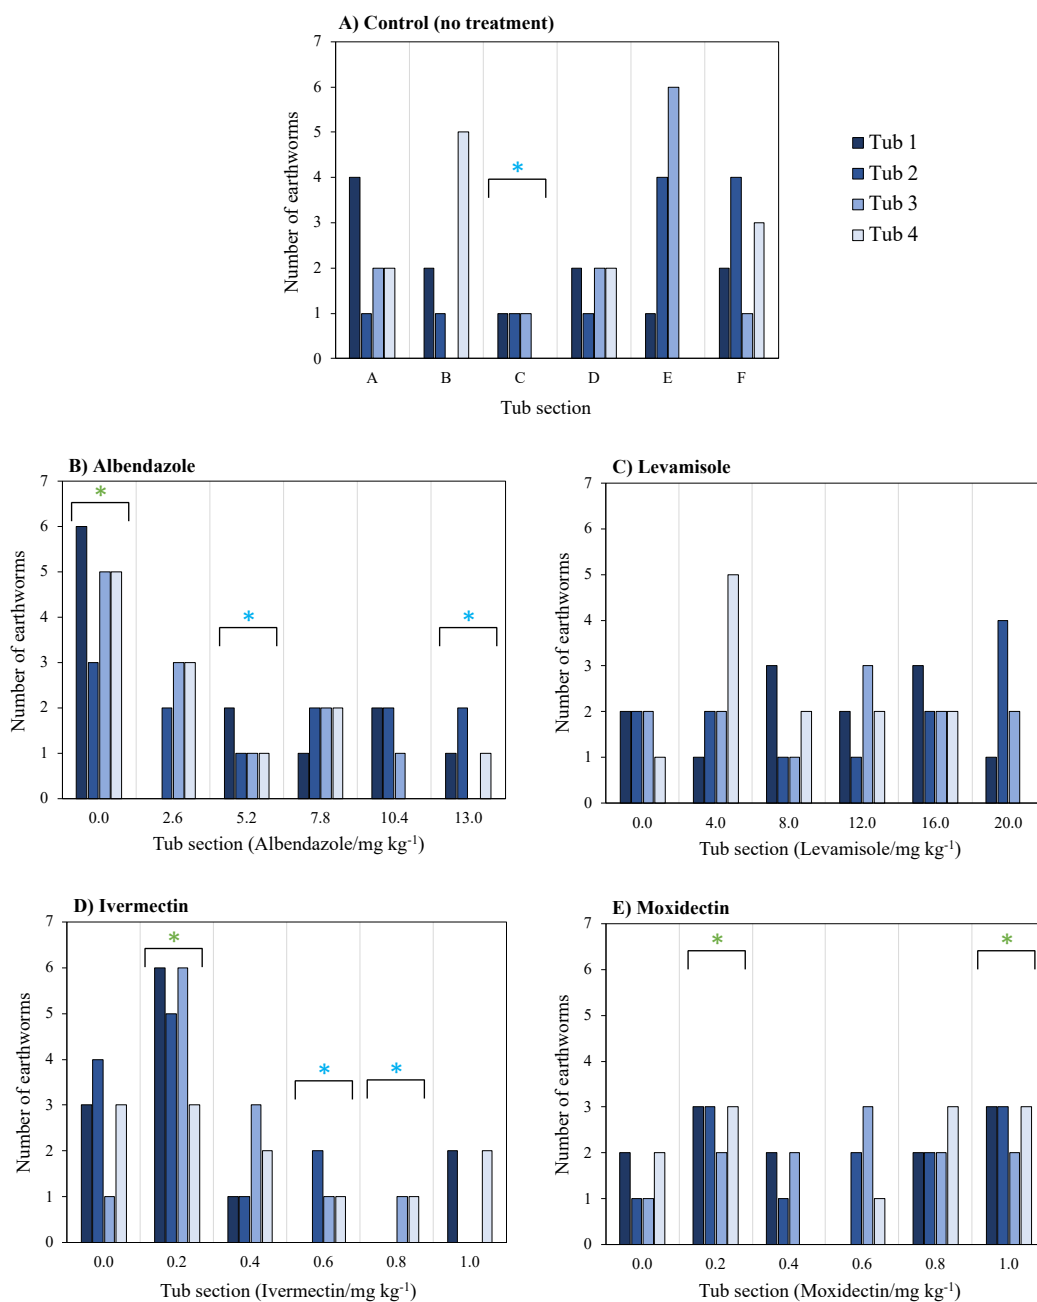 A) Control (no treatment)
7
6
5
4
3
2
1
0
Number of earthworms
*
A B C D E F
Tub section
Tub 1
Tub 2
Tub 3
Tub 4
B) Albendazole
7
6
5
4
3
2
1
0
Number of earthworms
*
*
*
0.0 2.6 5.2 7.8 10.4 13.0
Tub section (Albendazole/mg kg⁻¹)
C) Levamisole
7
6
5
4
3
2
1
0
Number of earthworms
0.0 4.0 8.0 12.0 16.0 20.0
Tub section (Levamisole/mg kg⁻¹)
D) Ivermectin
7
6
5
4
3
2
1
0
Number of earthworms
*
*
*
0.0 0.2 0.4 0.6 0.8 1.0
Tub section (Ivermectin/mg kg⁻¹)
E) Moxidectin
7
6
5
4
3
2
1
0
Number of earthworms
*
*
0.0 0.2 0.4 0.6 0.8 1.0
Tub section (Moxidectin/mg kg⁻¹)